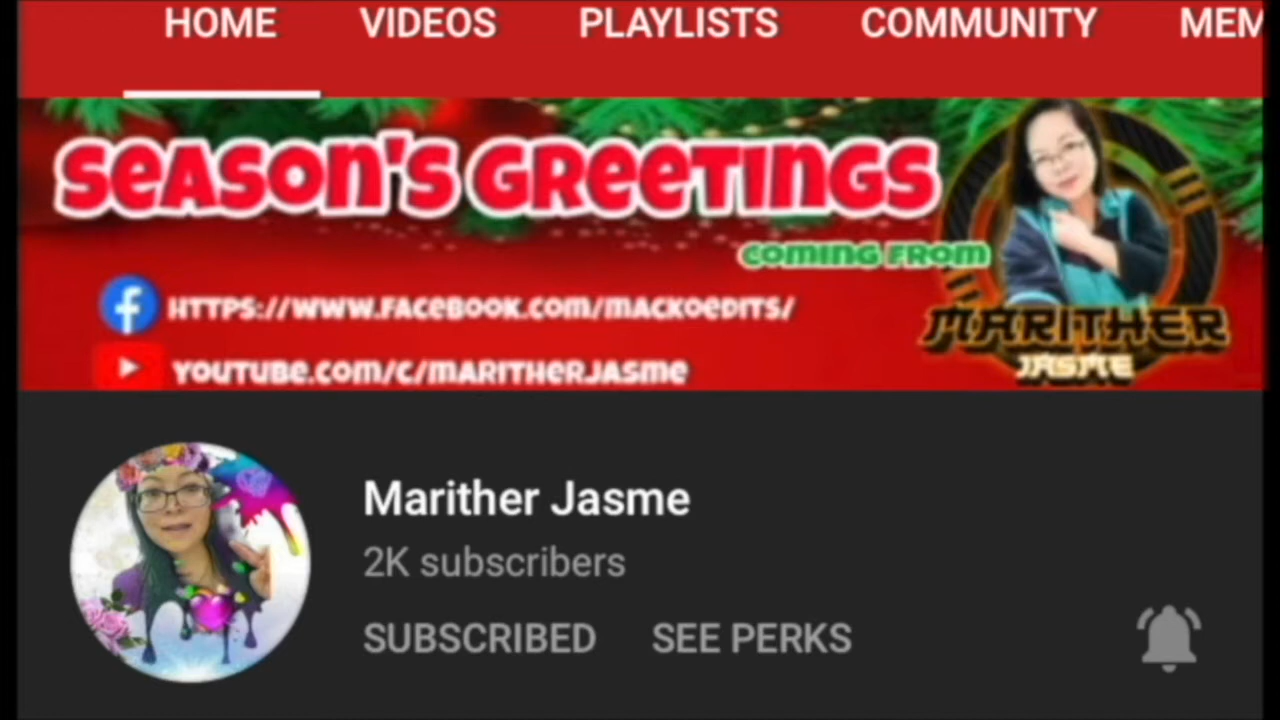 HOME VIDEOS PLAYLISTS COMMUNITY MEM
SEASON'S GREETINGS
COMING FROM
HTTPS://WWW.FACEBOOK.COM/MACKOEDITS/
MARITHER
JASME
YOUTUBE.COM/C/MARITHERJASME
Marither Jasme
2K subscribers
SUBSCRIBED SEE PERKS